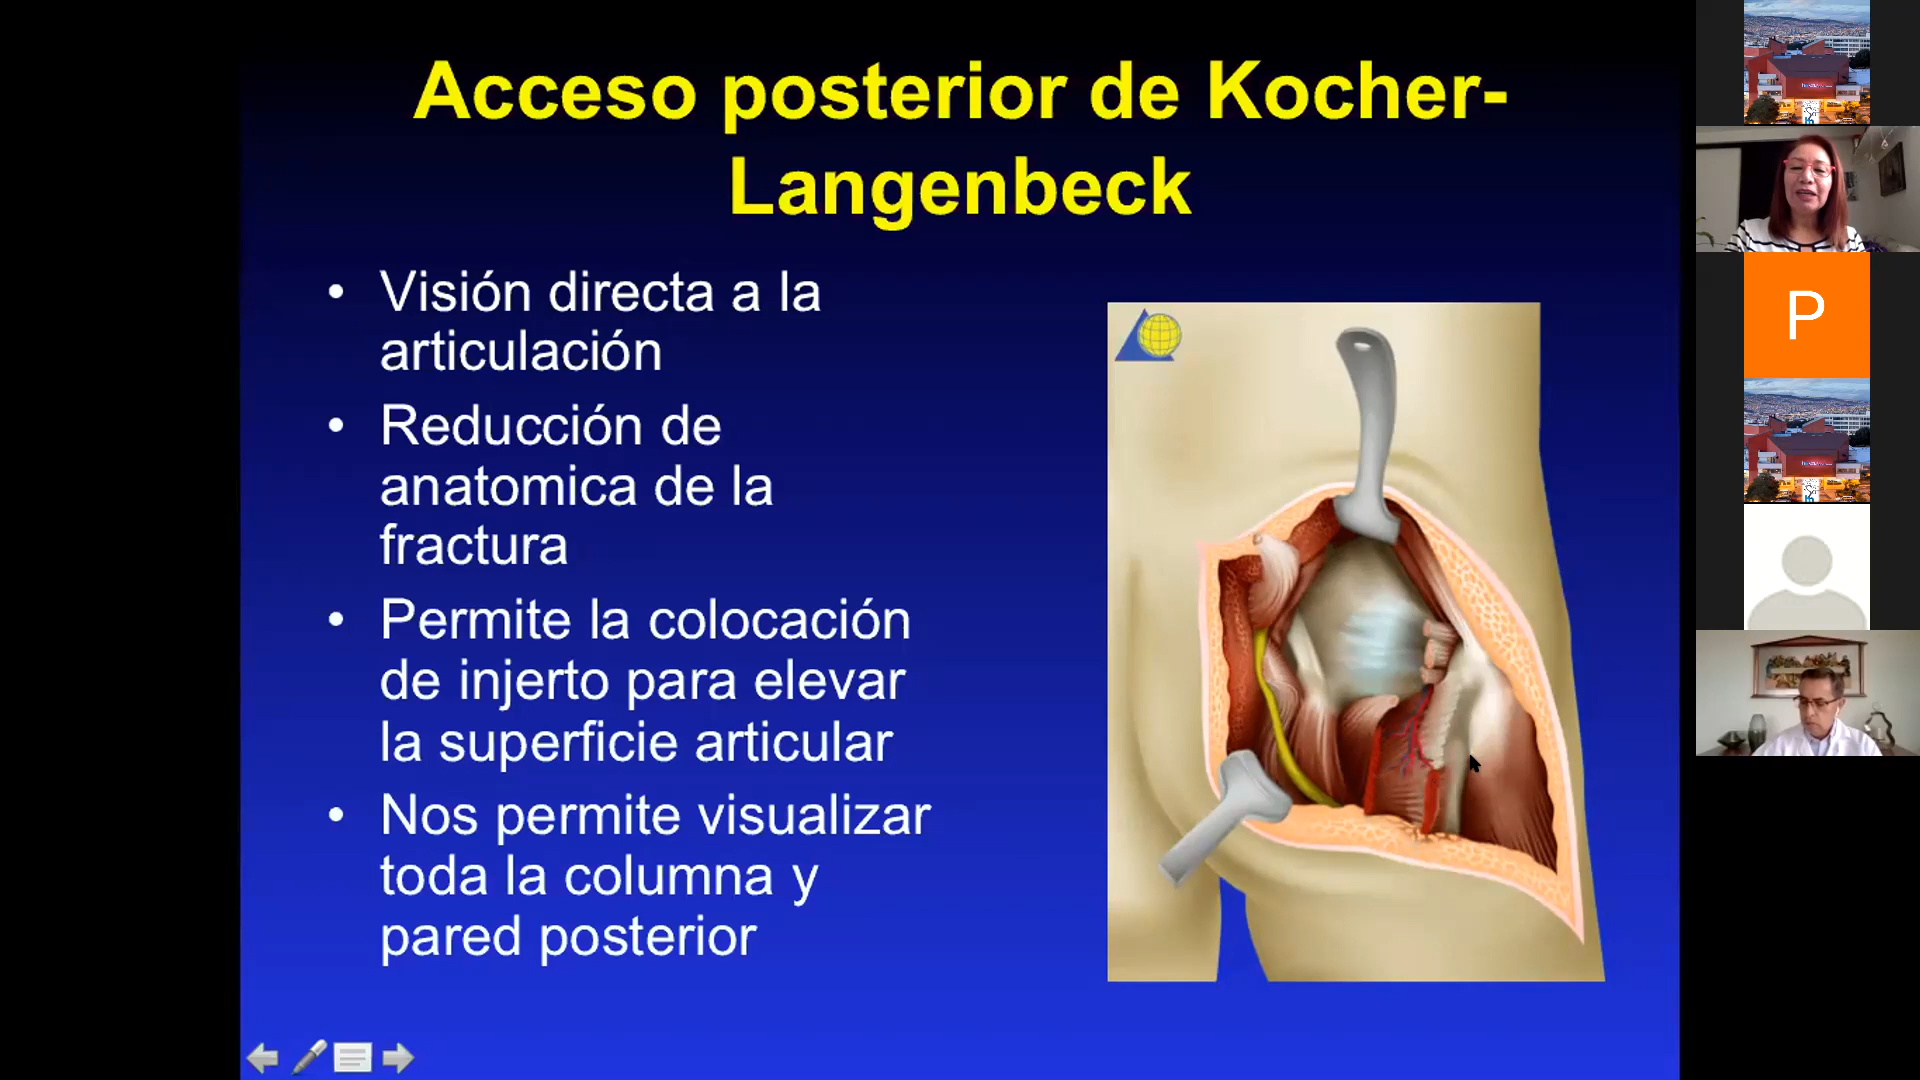 Acceso posterior de Kocher-
Langenbeck
• Visión directa a la
articulación
• Reducción de
anatomica de la
fractura
• Permite la colocación
de injerto para elevar
la superficie articular
• Nos permite visualizar
toda la columna y
pared posterior
P